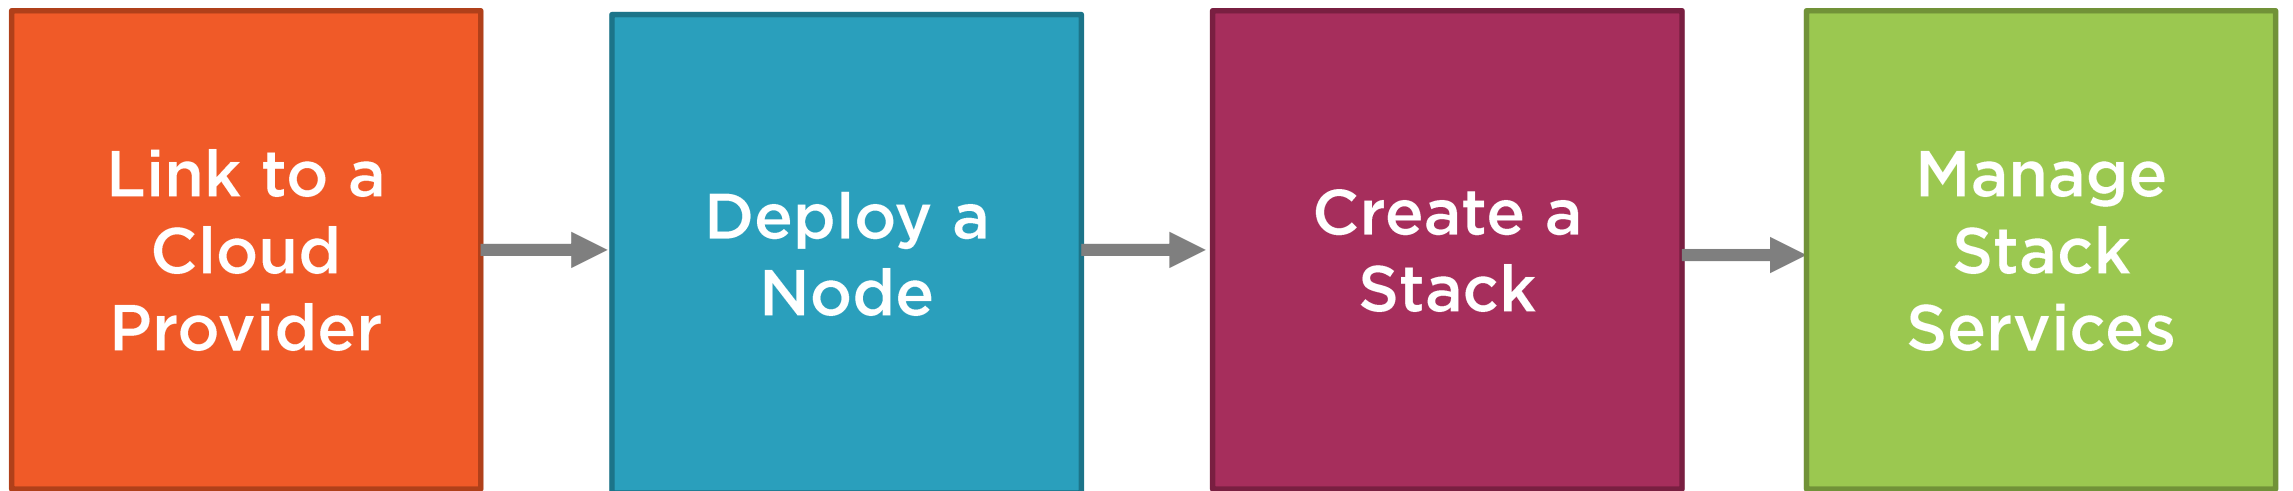 Link to a
Cloud
Provider
Deploy a
Node
Create a
Stack
Manage
Stack
Services